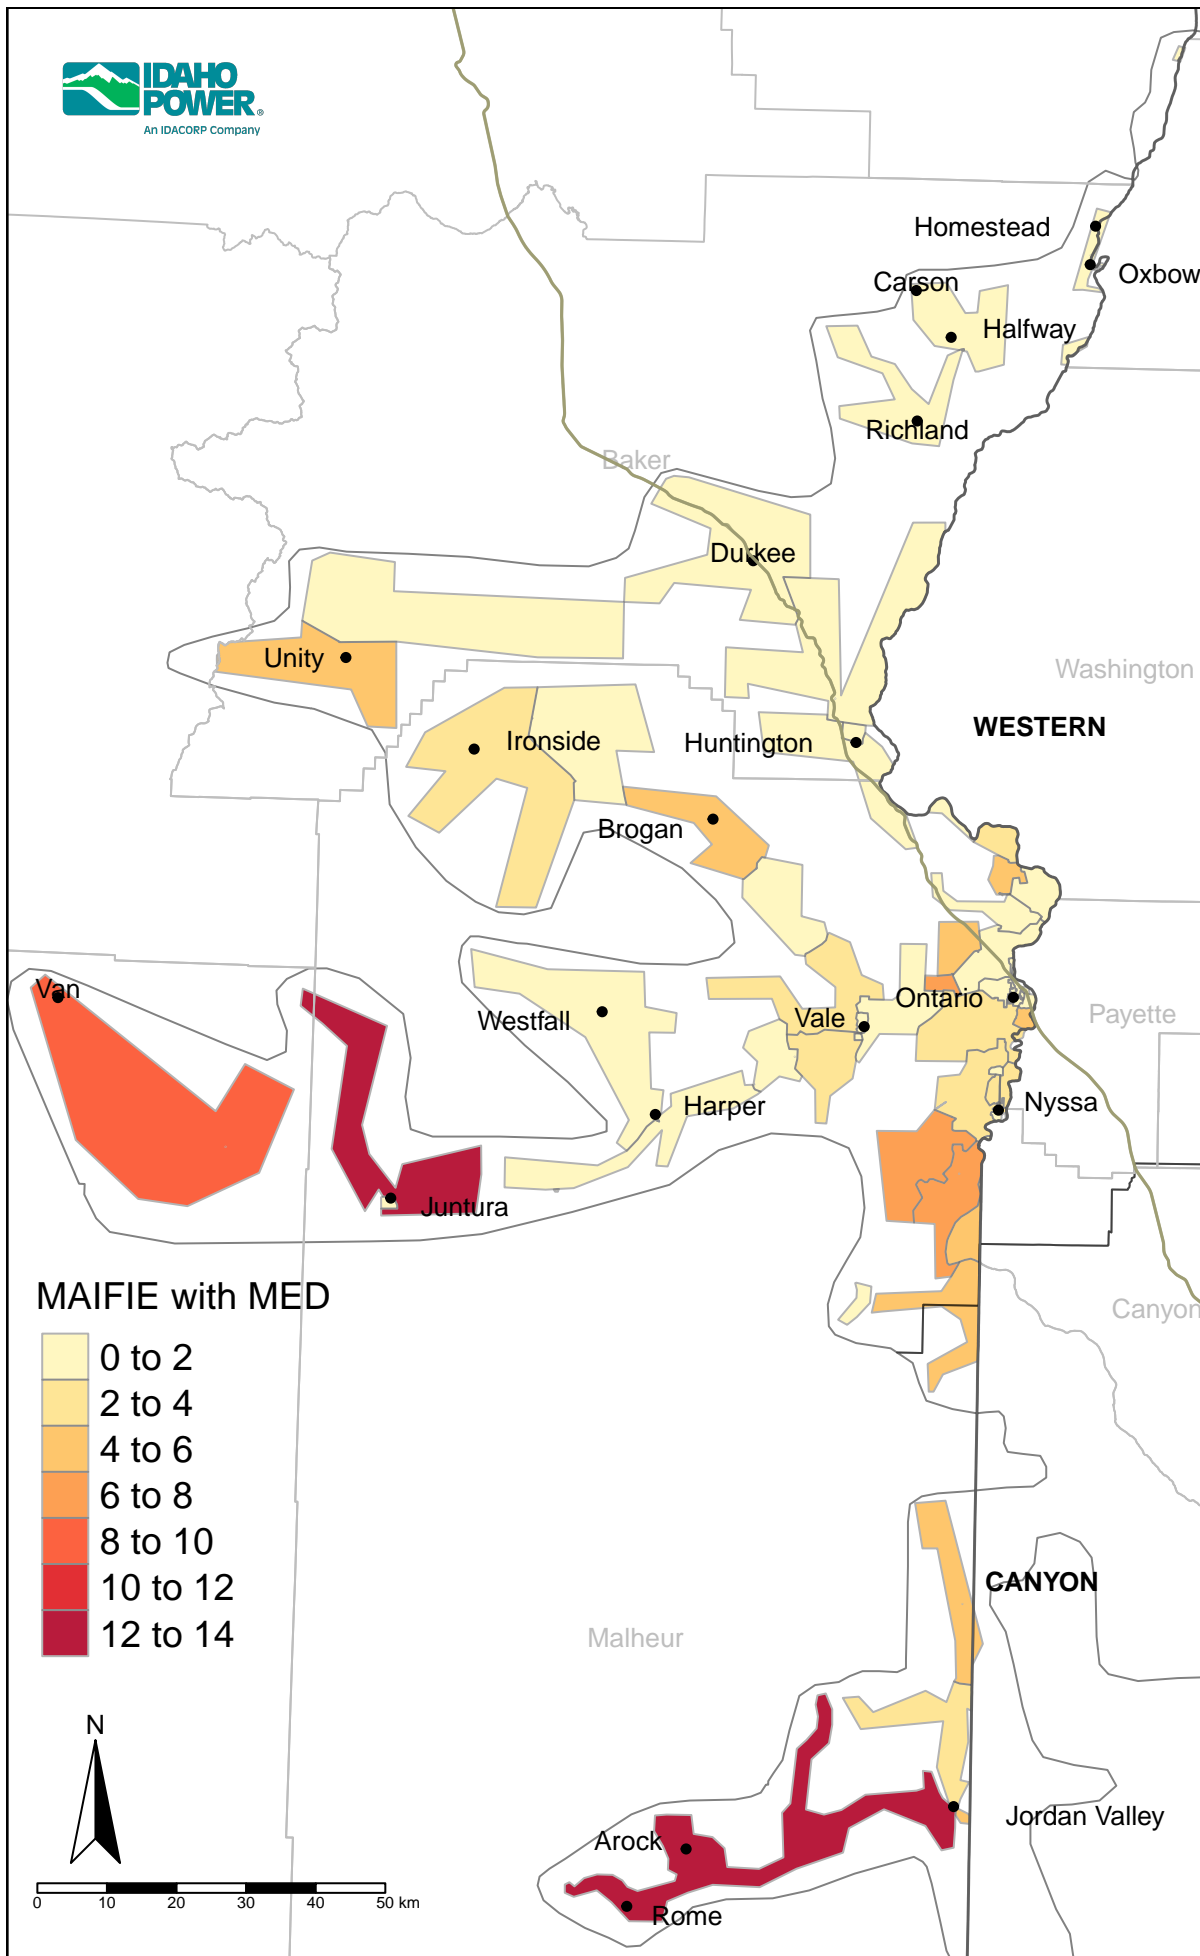 IDAHO
POWER®
An IDACORP Company
Homestead
Oxbow
Carson
Halfway
Richland
Baker
Durkee
Unity
Washington
WESTERN
Ironside
Huntington
Brogan
Van
Westfall
Vale
Ontario
Payette
Harper
Nyssa
Juntura
Canyon
MAIFIE with MED
0 to 2
2 to 4
4 to 6
6 to 8
8 to 10
10 to 12
12 to 14
CANYON
Malheur
N
Jordan Valley
Arock
Rome
0 10 20 30 40 50 km